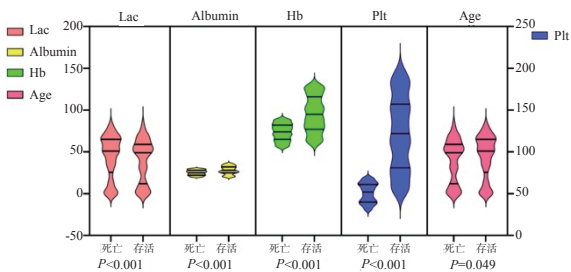 Lac Albumin Hb Plt Age
Lac
Albumin
Hb
Age
Plt
200
150
100
50
0
-50
250
200
150
100
50
0
死亡 存活 死亡 存活 死亡 存活 死亡 存活 死亡 存活
P<0.001 P<0.001 P<0.001 P<0.001 P=0.049